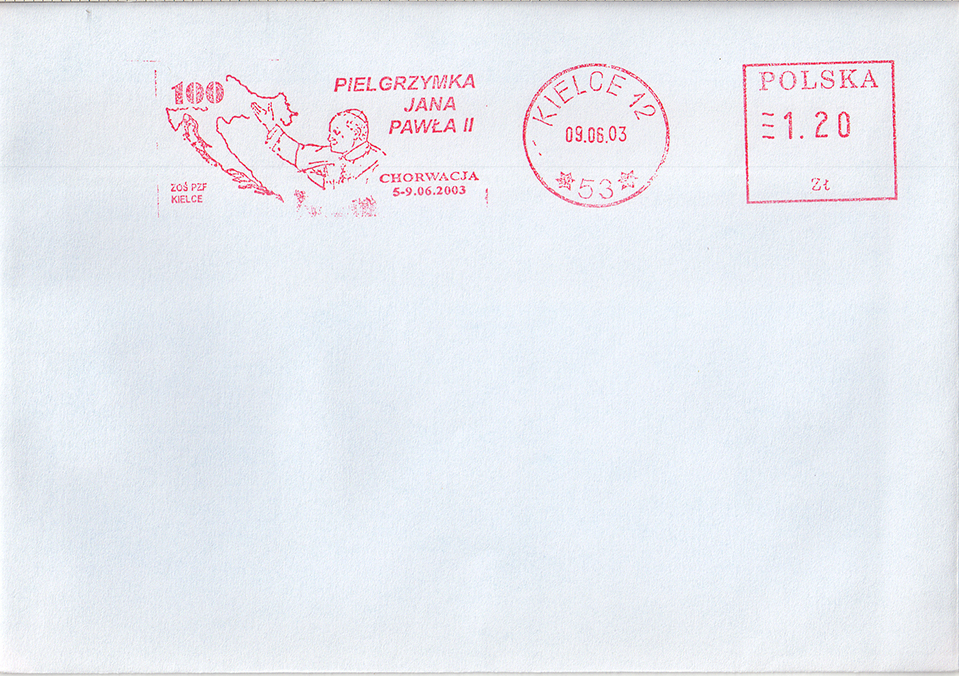 100
PIELGRZYMKA
JANA
PAWŁA II
CHORWACJA
5-9.06.2003
ZOŚ PZF
KIELCE
KIELCE 12
09.06.03
*53*
POLSKA
1.20
Zł